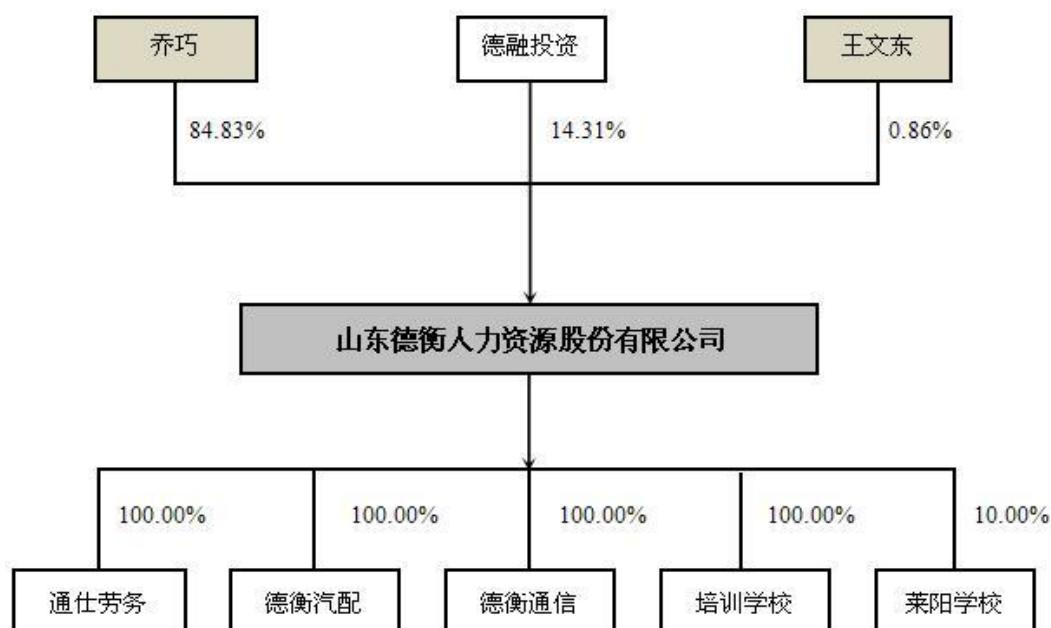 乔巧
德融投资
王文东
84.83%
14.31%
0.86%
山东德衡人力资源股份有限公司
100.00%
100.00%
100.00%
100.00%
10.00%
通仕劳务
德衡汽配
德衡通信
培训学校
莱阳学校